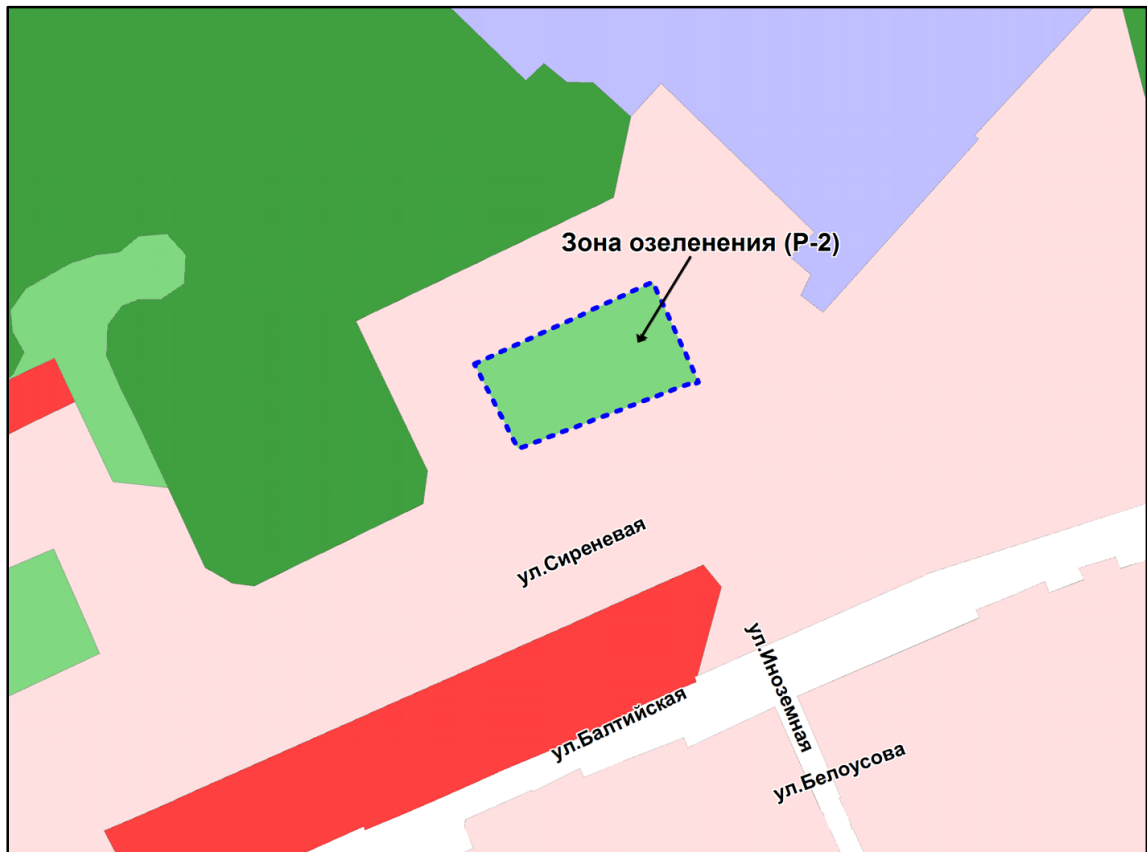 Зона озеленения (Р-2)
ул.Сиреневая
ул.Иноземная
ул.Балтийская
ул.Белоусова